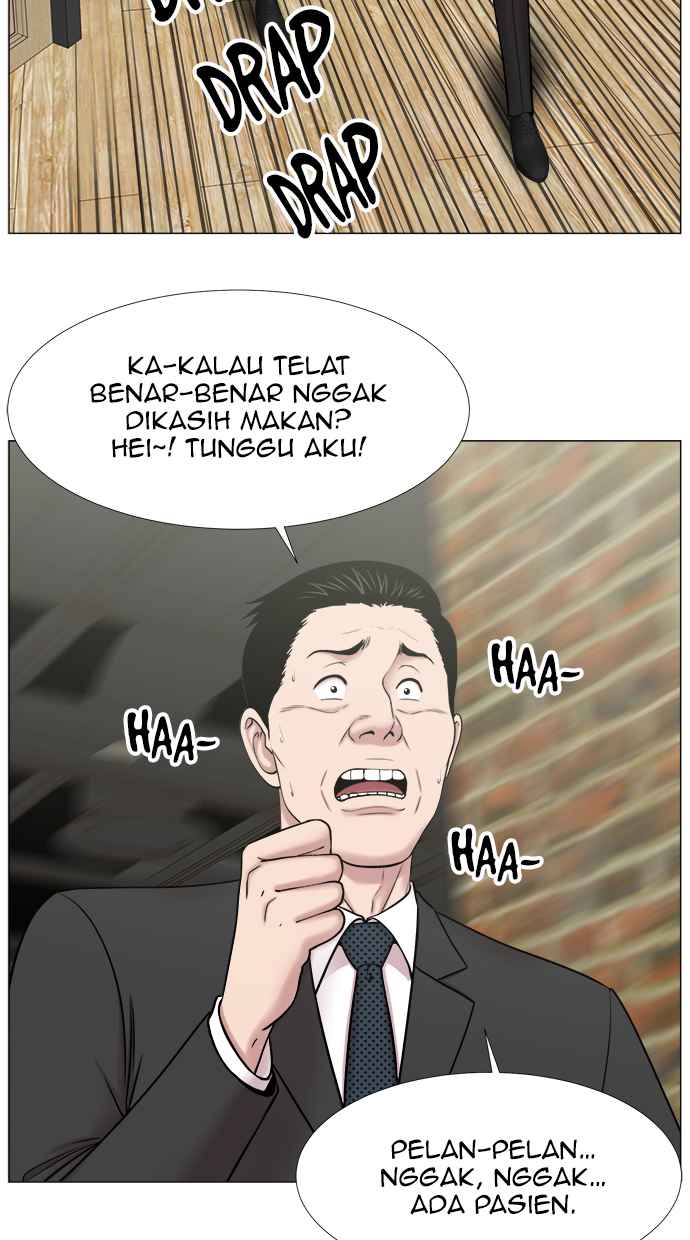 DRAP
DRAP
DRAP
KA-KALAU TELAT
BENAR-BENAR NGGAK
DIKASIH MAKAN?
HEI~! TUNGGU AKU!
HAA~
HAA~
HAA~
PELAN-PELAN...
NGGAK, NGGAK...
ADA PASIEN.